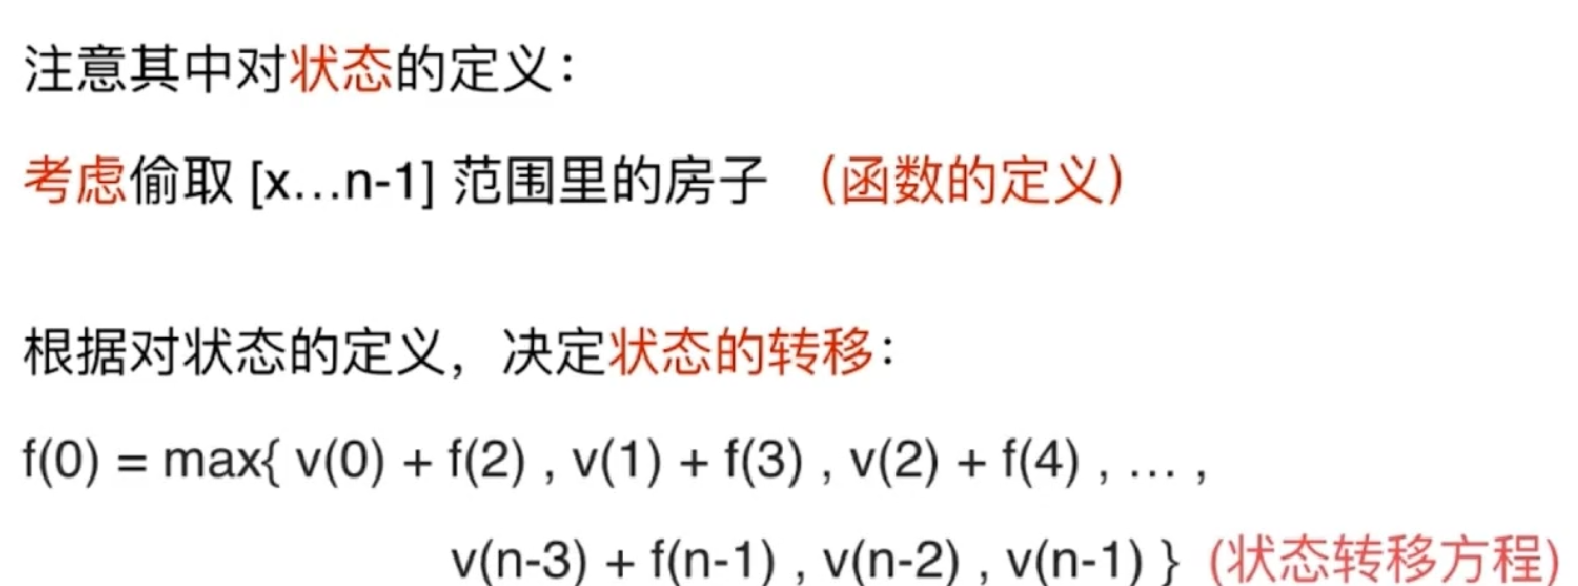 注意其中对状态的定义：
考虑偷取 [x…n-1] 范围里的房子 （函数的定义）
根据对状态的定义，决定状态的转移：
f(0) = max{ v(0) + f(2) , v(1) + f(3) , v(2) + f(4) , … ,
v(n-3) + f(n-1) , v(n-2) , v(n-1) } (状态转移方程)